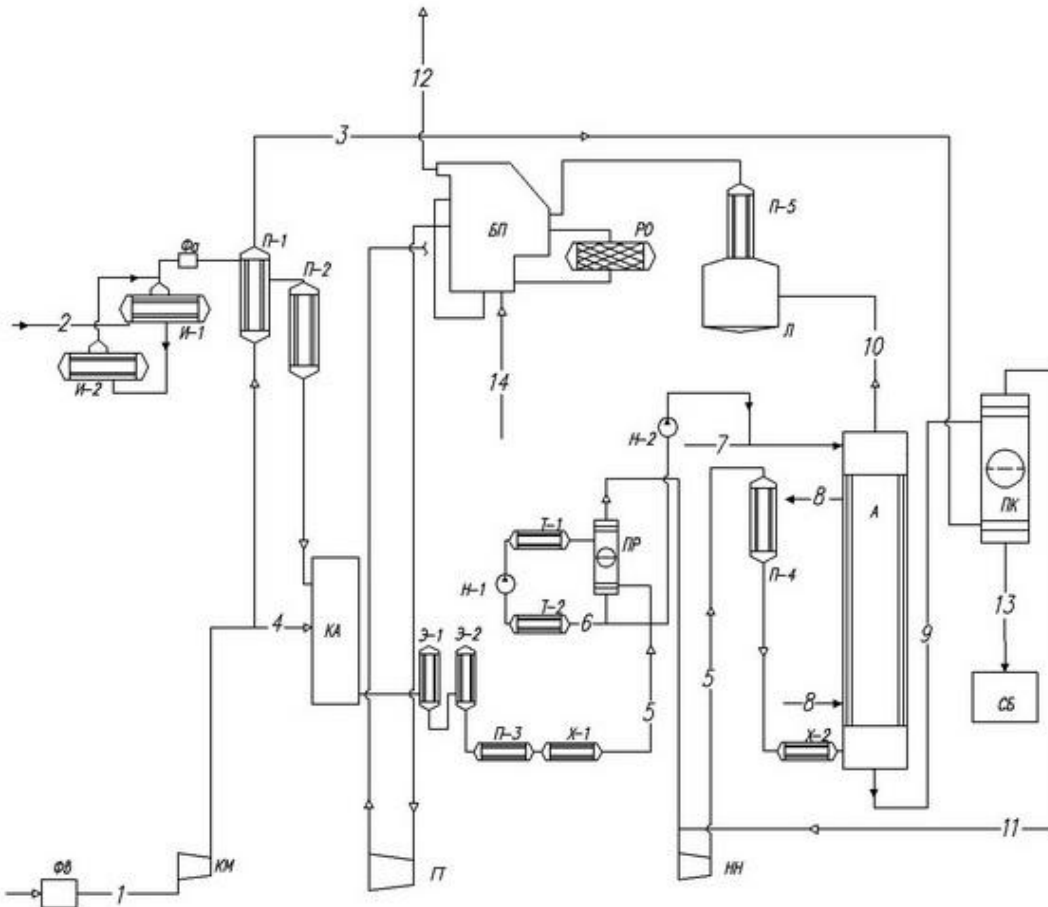 12
3
Фа
П-1
П-2
БП
РО
П-5
2
И-1
И-2
Л
14
10
Н-2
7
8
А
ПК
Т-1
ПР
П-4
Н-1
Т-2
6
4
КА
Э-1
Э-2
5
5
9
13
8
СБ
П-3
Х-1
Х-2
11
Фв
1
КМ
ГТ
НН